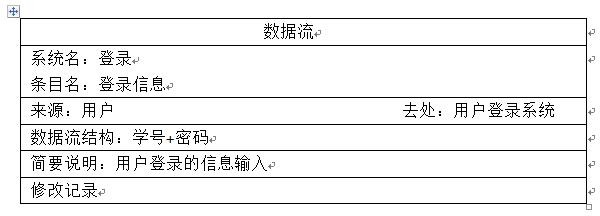 数据流
系统名：登录
条目名：登录信息
来源：用户 去处：用户登录系统
数据流结构：学号+密码
简要说明：用户登录的信息输入
修改记录